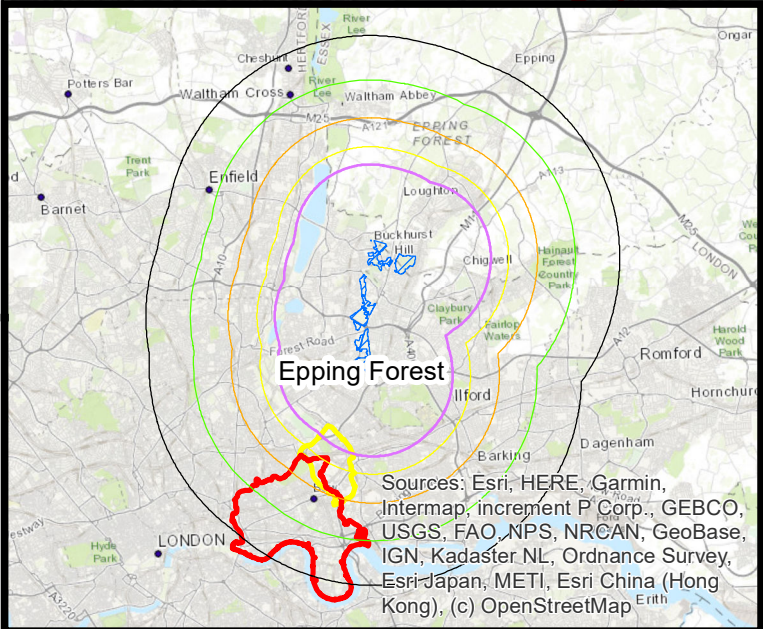 River
Lee
Ongar
HERTFORD
ESSEX
Cheshunt
Epping
Potters Bar
River
Lee
Waltham Cross
Waltham Abbey
M25
A121
EPPING
FOREST
Trent
Park
A113
Enfield
Loughton
Barnet
M11
M25
Buckhurst
Hill
LONDON
A10
Chigwell
Hainault
Forest
Country
Park
Claybury
Park
Fairlop
Waters
A12
Forest Road
Romford
Harold
Wood
Park
Epping Forest
Ilford
Hornchurch
Dagenham
Barking
Sources: Esri, HERE, Garmin,
Intermap, increment P Corp., GEBCO,
USGS, FAO, NPS, NRCAN, GeoBase,
IGN, Kadaster NL, Ordnance Survey,
Esri Japan, METI, Esri China (Hong
Kong), (c) OpenStreetMap
estway
Hyde
Park
LONDON
A3220
Erith